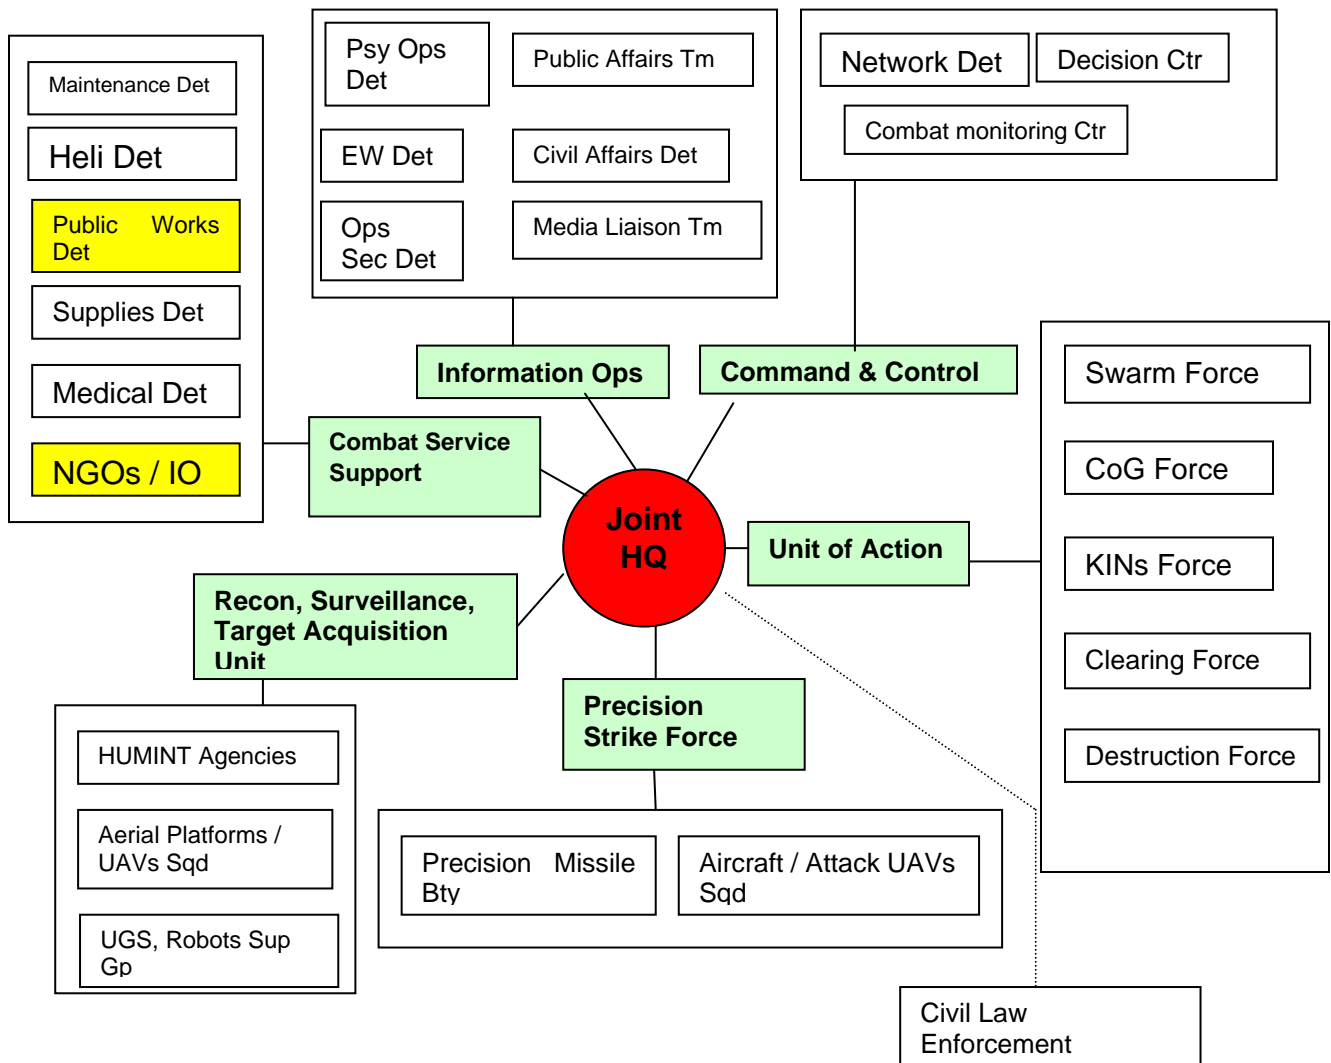 Maintenance Det
Heli Det
Public Works
Det
Supplies Det
Medical Det
NGOs / IO
Psy Ops
Det
Public Affairs Tm
EW Det
Civil Affairs Det
Ops
Sec Det
Media Liaison Tm
Network Det
Decision Ctr
Combat monitoring Ctr
Information Ops
Command & Control
Combat Service
Support
Joint
HQ
Unit of Action
Swarm Force
CoG Force
KINs Force
Clearing Force
Destruction Force
Recon, Surveillance,
Target Acquisition
Unit
Precision
Strike Force
HUMINT Agencies
Aerial Platforms /
UAVs Sqd
UGS, Robots Sup
Gp
Precision Missile
Bty
Aircraft / Attack UAVs
Sqd
Civil Law
Enforcement